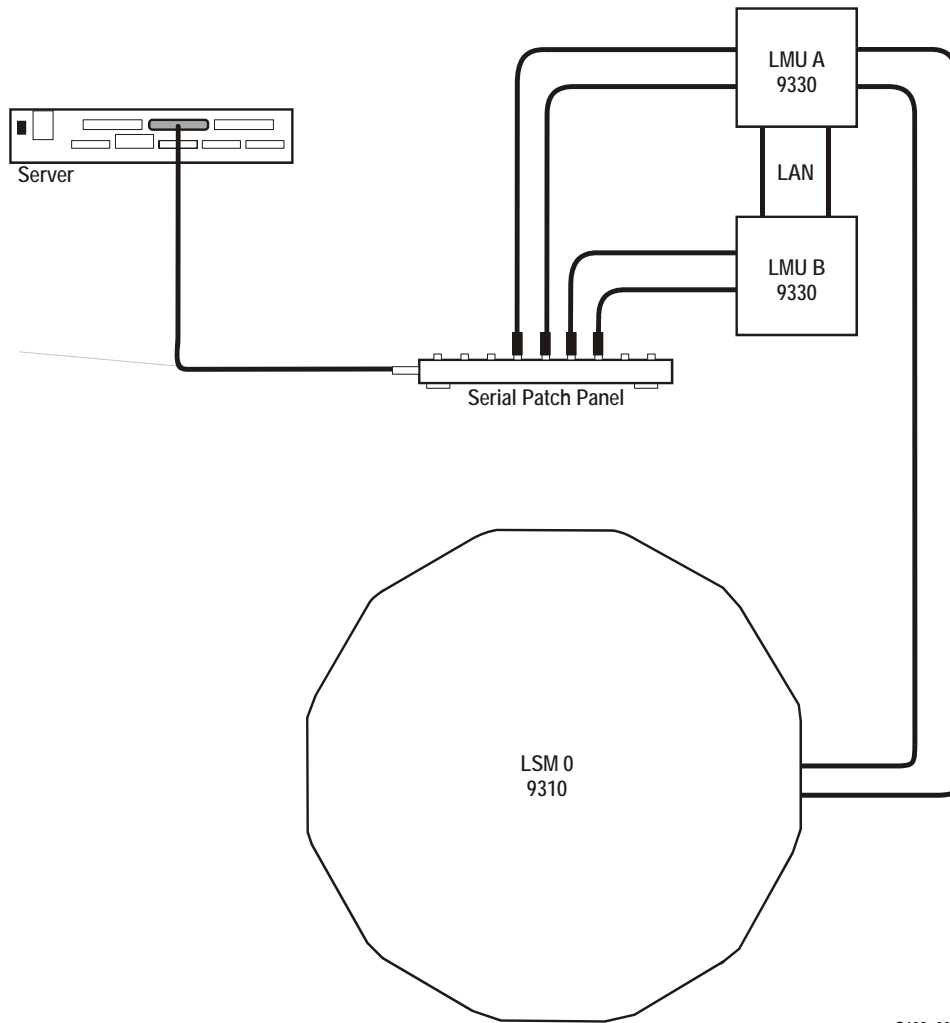 LMU A
9330
Server
LAN
LMU B
9330
Serial Patch Panel
LSM 0
9310